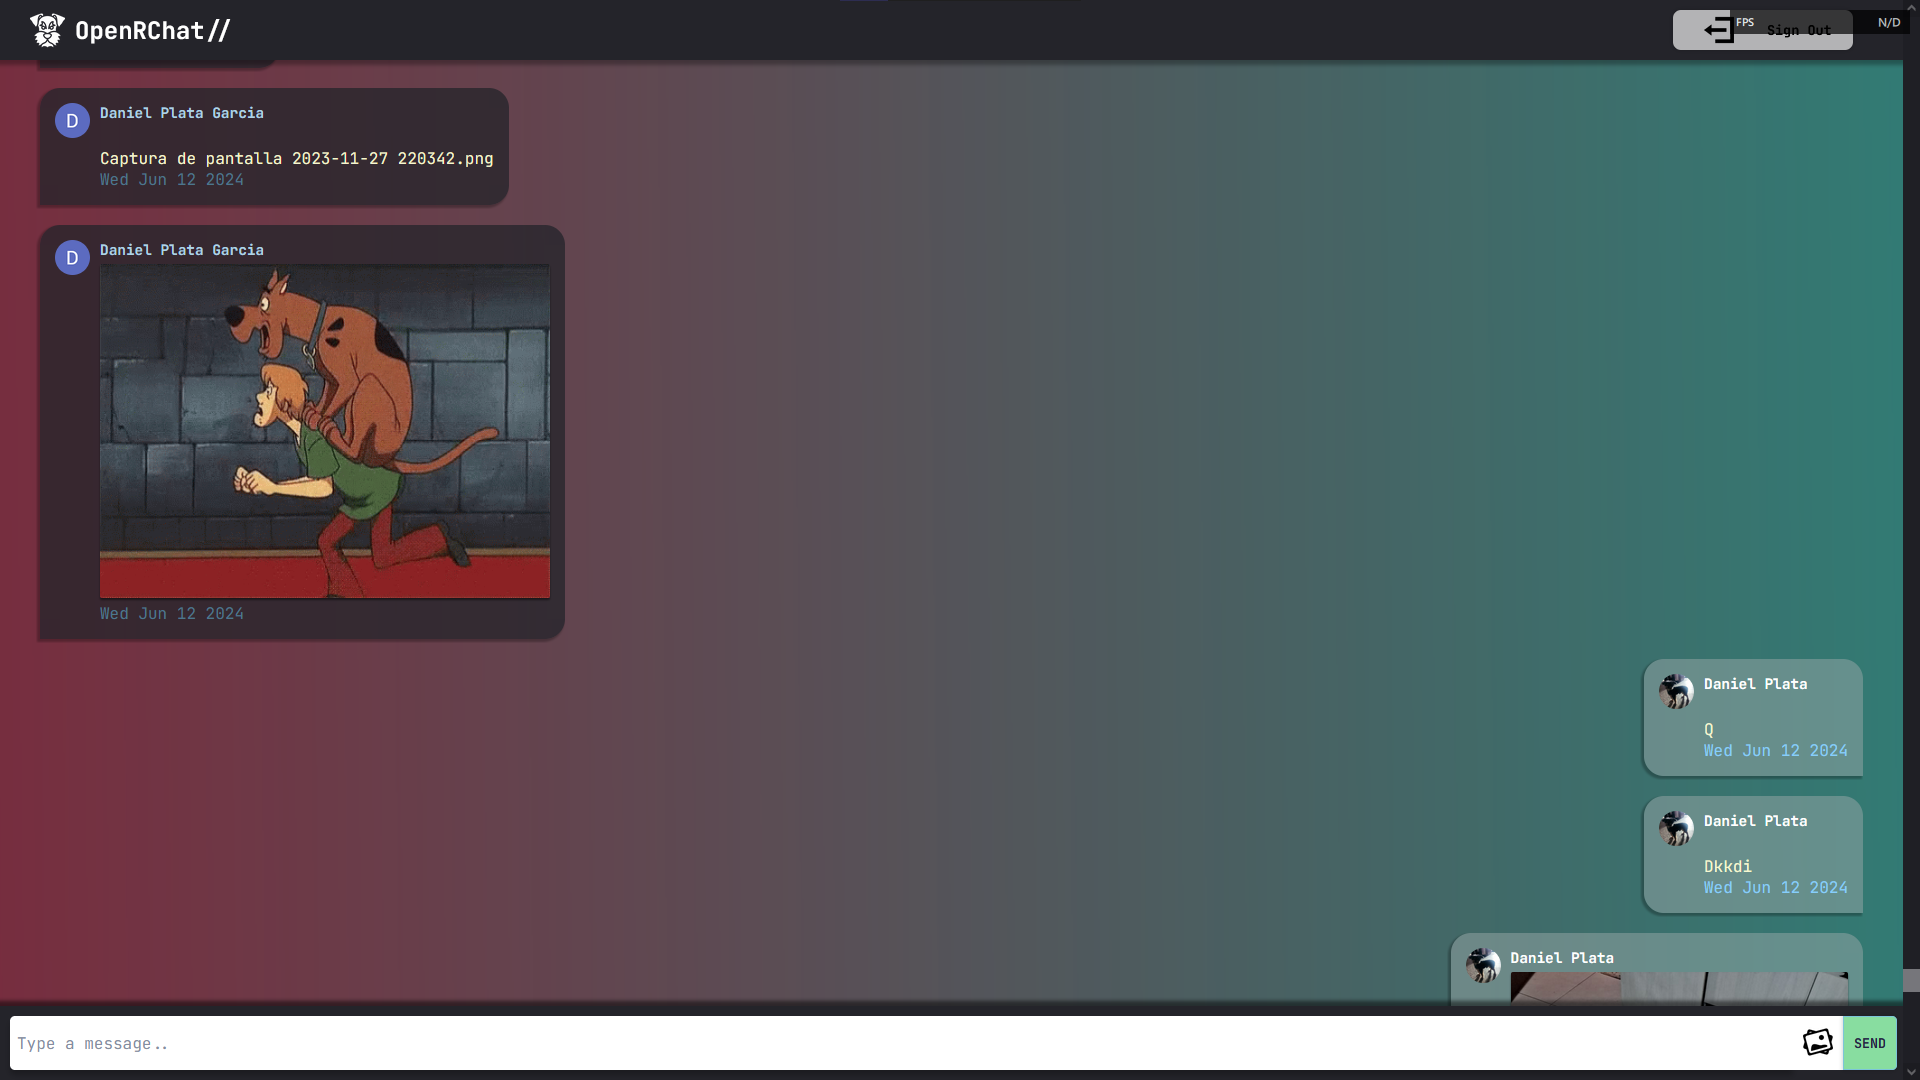 OpenRChat//
Sign Out
FPS
N/D
D
Daniel Plata Garcia
Captura de pantalla 2023-11-27 220342.png
Wed Jun 12 2024
D
Daniel Plata Garcia
Wed Jun 12 2024
Daniel Plata
Q
Wed Jun 12 2024
Daniel Plata
Dkkdi
Wed Jun 12 2024
Daniel Plata
Type a message..
SEND